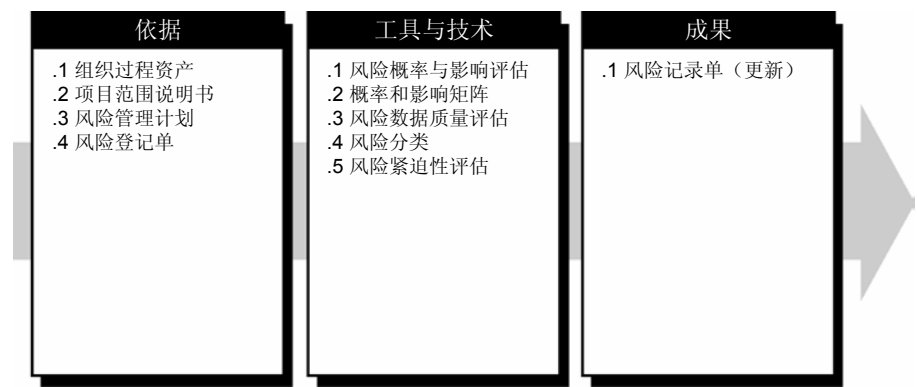 依据
.1 组织过程资产
.2 项目范围说明书
.3 风险管理计划
.4 风险登记单
工具与技术
.1 风险概率与影响评估
.2 概率和影响矩阵
.3 风险数据质量评估
.4 风险分类
.5 风险紧迫性评估
成果
.1 风险记录单（更新）